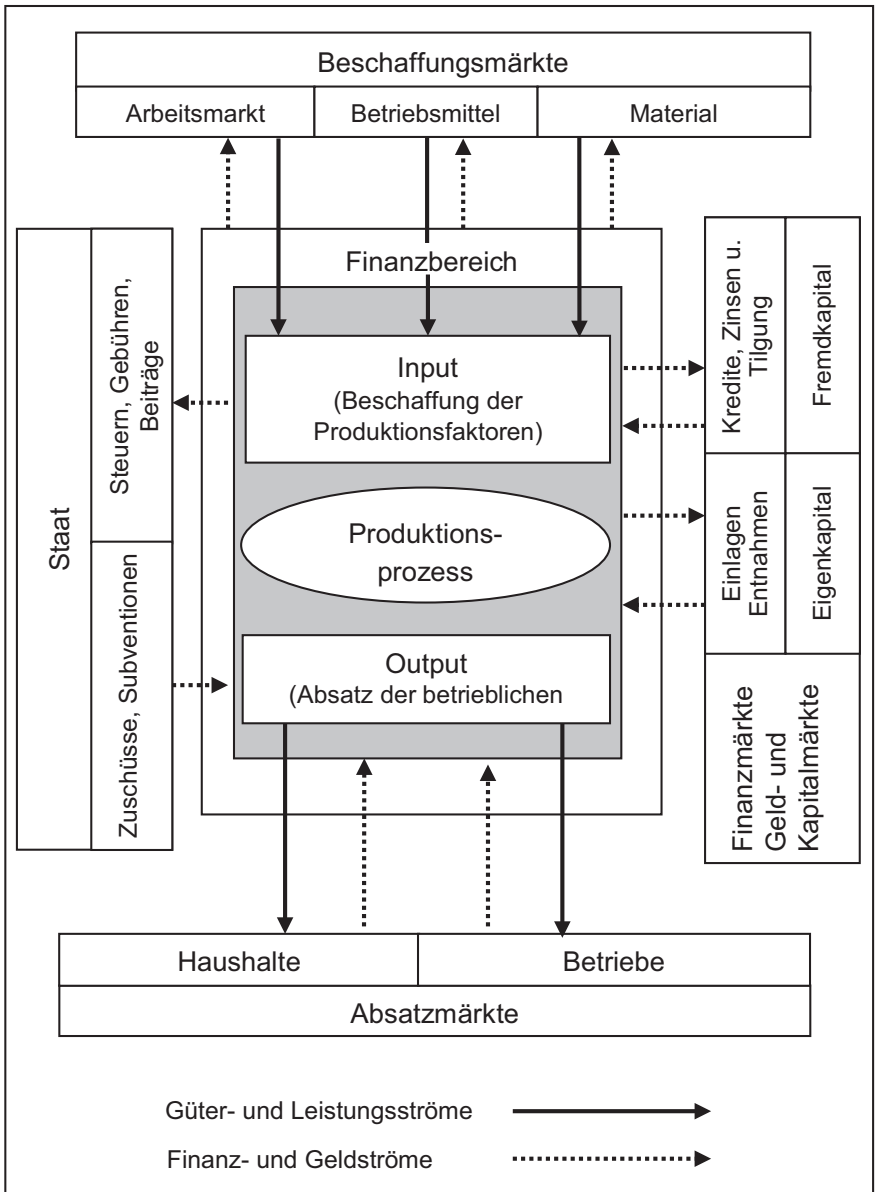 Beschaffungsmärkte
Arbeitsmarkt
Betriebsmittel
Material
Finanzbereich
Input
(Beschaffung der
Produktionsfaktoren)
Produktions-
prozess
Output
(Absatz der betrieblichen
Staat
Steuern, Gebühren,
Beiträge
Zuschüsse, Subventionen
Kredite, Zinsen u.
Tilgung
Fremdkapital
Einlagen
Entnahmen
Eigenkapital
Finanzmärkte
Geld- und
Kapitalmärkte
Haushalte
Betriebe
Absatzmärkte
Güter- und Leistungsströme
Finanz- und Geldströme